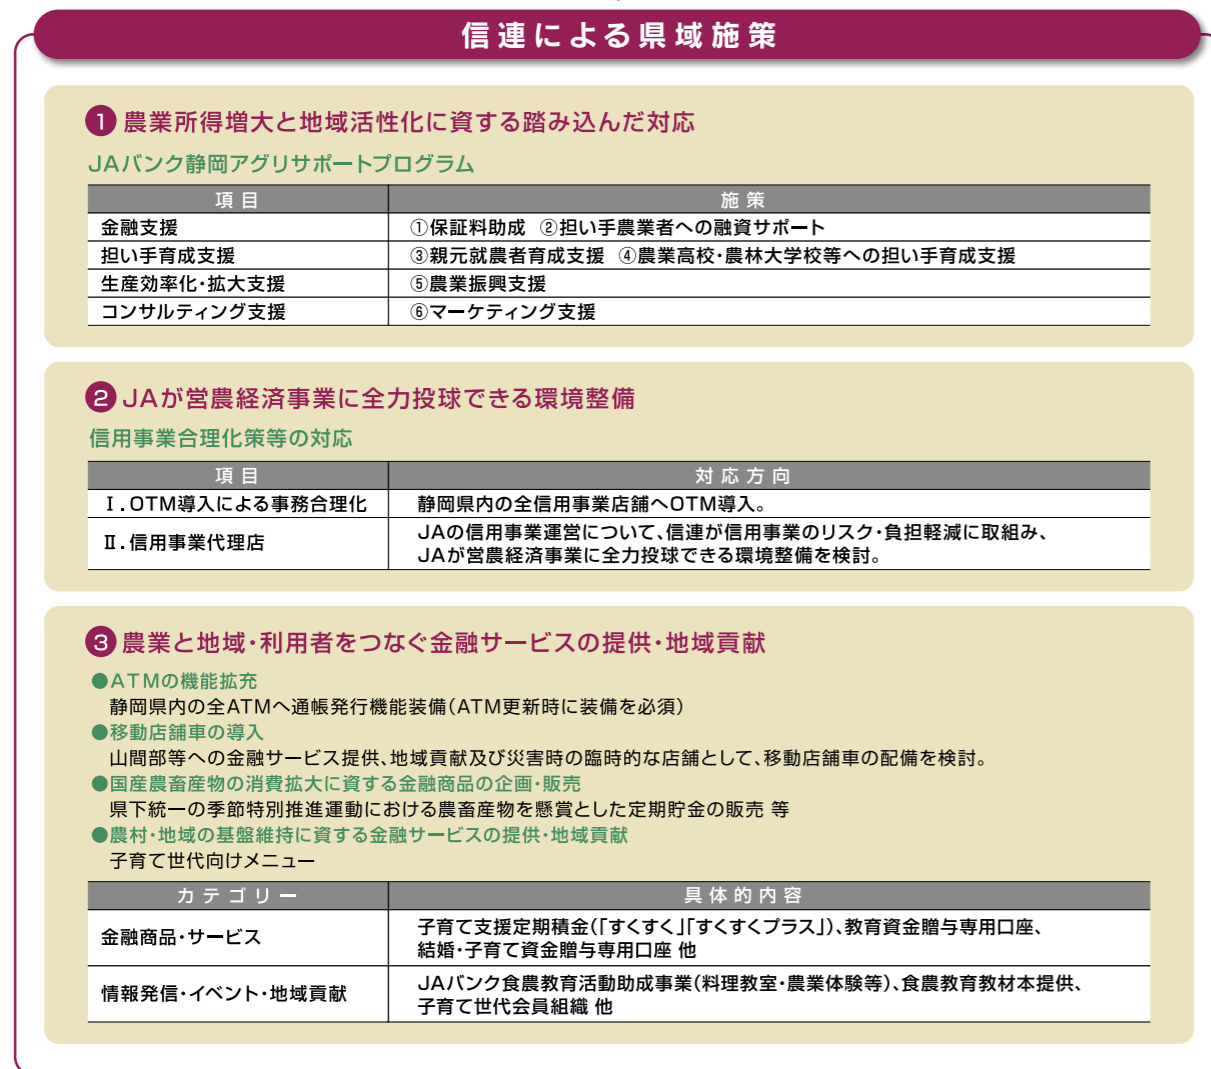 信連による県域施策
1 農業所得増大と地域活性化に資する踏み込んだ対応
JAバンク静岡アグリサポートプログラム
項目 施策
金融支援 ①保証料助成 ②担い手農業者への融資サポート
担い手育成支援 ③親元就農者育成支援 ④農業高校・農林大学校等への担い手育成支援
生産効率化・拡大支援 ⑤農業振興支援
コンサルティング支援 ⑥マーケティング支援
2 JAが営農経済事業に全力投球できる環境整備
信用事業合理化策等の対応
項目 対応方向
Ⅰ.OTM導入による事務合理化 静岡県内の全信用事業店舗へOTM導入。
Ⅱ.信用事業代理店 JAの信用事業運営について、信連が信用事業のリスク・負担軽減に取組み、
JAが営農経済事業に全力投球できる環境整備を検討。
3 農業と地域・利用者をつなぐ金融サービスの提供・地域貢献
●ATMの機能拡充
静岡県内の全ATMへ通帳発行機能装備(ATM更新時に装備を必須)
●移動店舗車の導入
山間部等への金融サービス提供、地域貢献及び災害時の臨時的な店舗として、移動店舗車の配備を検討。
●国産農畜産物の消費拡大に資する金融商品の企画・販売
県下統一の季節特別推進運動における農畜産物を懸賞とした定期貯金の販売 等
●農村・地域の基盤維持に資する金融サービスの提供・地域貢献
子育て世代向けメニュー
カテゴリー 具体的内容
金融商品・サービス 子育て支援定期積金(「すくすく」「すくすくプラス」)、教育資金贈与専用口座、
結婚・子育て資金贈与専用口座 他
情報発信・イベント・地域貢献 JAバンク食農教育活動助成事業(料理教室・農業体験等)、食農教育教材本提供、
子育て世代会員組織 他